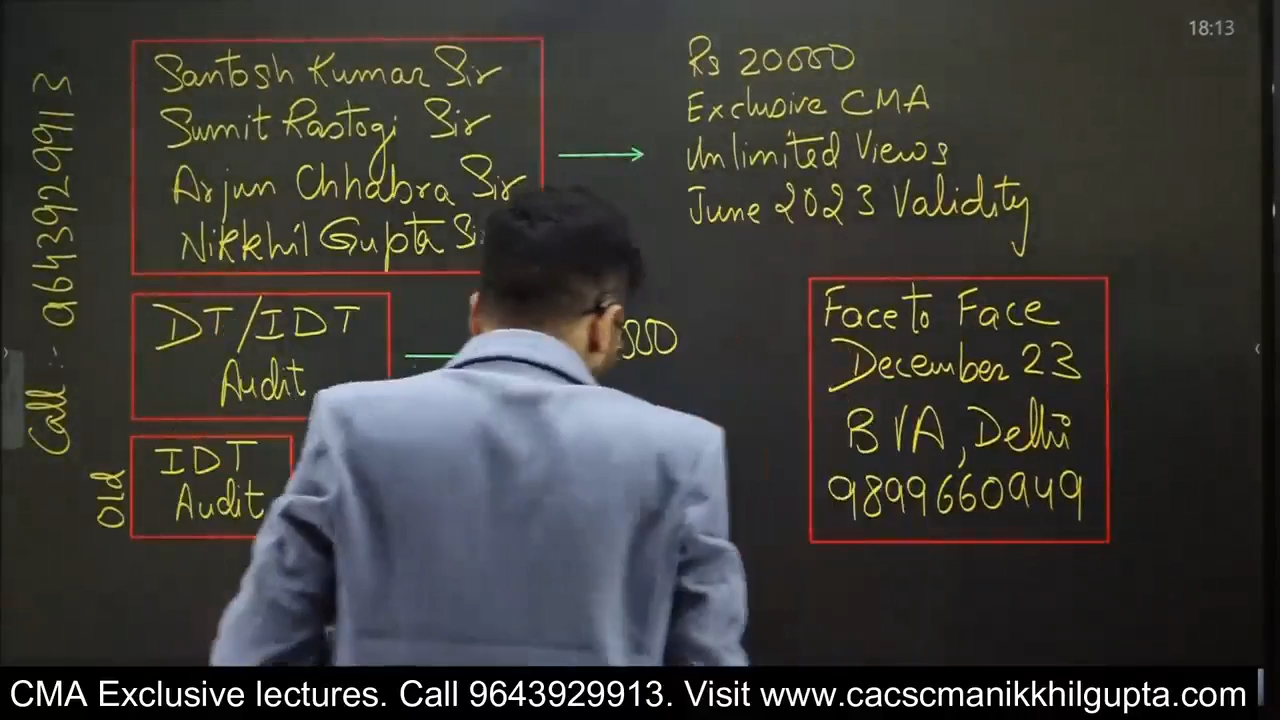 18:13
Call :- 9643929913
Santosh Kumar Sir
Sumit Rastogi Sir
Arjun Chhabra Sir
Nikkhil Gupta
Rs 20000
Exclusive CMA
Unlimited Views
June 2023 Validity
DT/IDT
Audit
Old
IDT
Audit
Face to Face
December 23
BVA, Delhi
9899660949
CMA Exclusive lectures. Call 9643929913. Visit www.cacscmanikkhilgupta.com